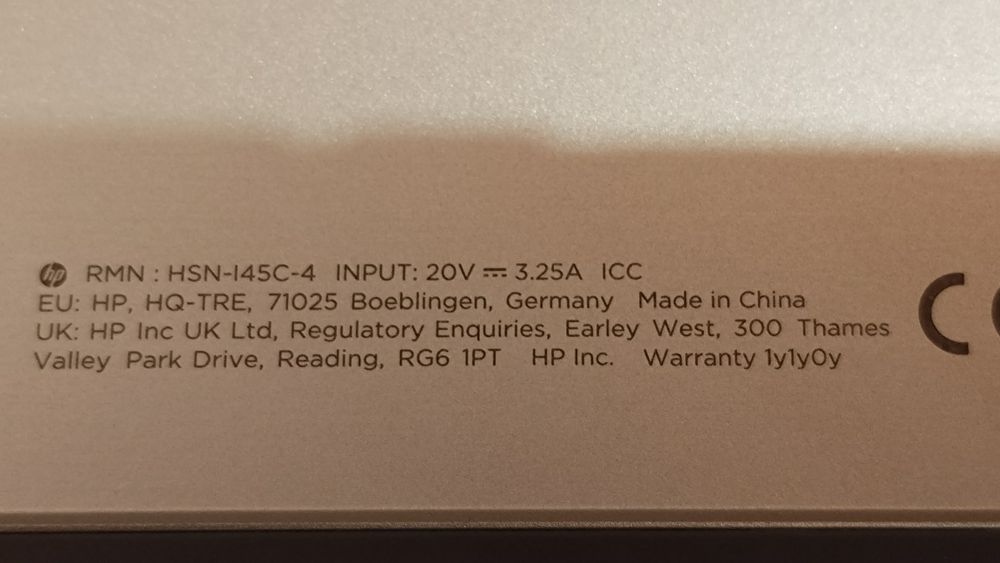 hp RMN : HSN-I45C-4 INPUT: 20V ⎓ 3.25A ICC
EU: HP, HQ-TRE, 71025 Boeblingen, Germany Made in China
UK: HP Inc UK Ltd, Regulatory Enquiries, Earley West, 300 Thames
Valley Park Drive, Reading, RG6 1PT HP Inc. Warranty 1y1y0y
CE